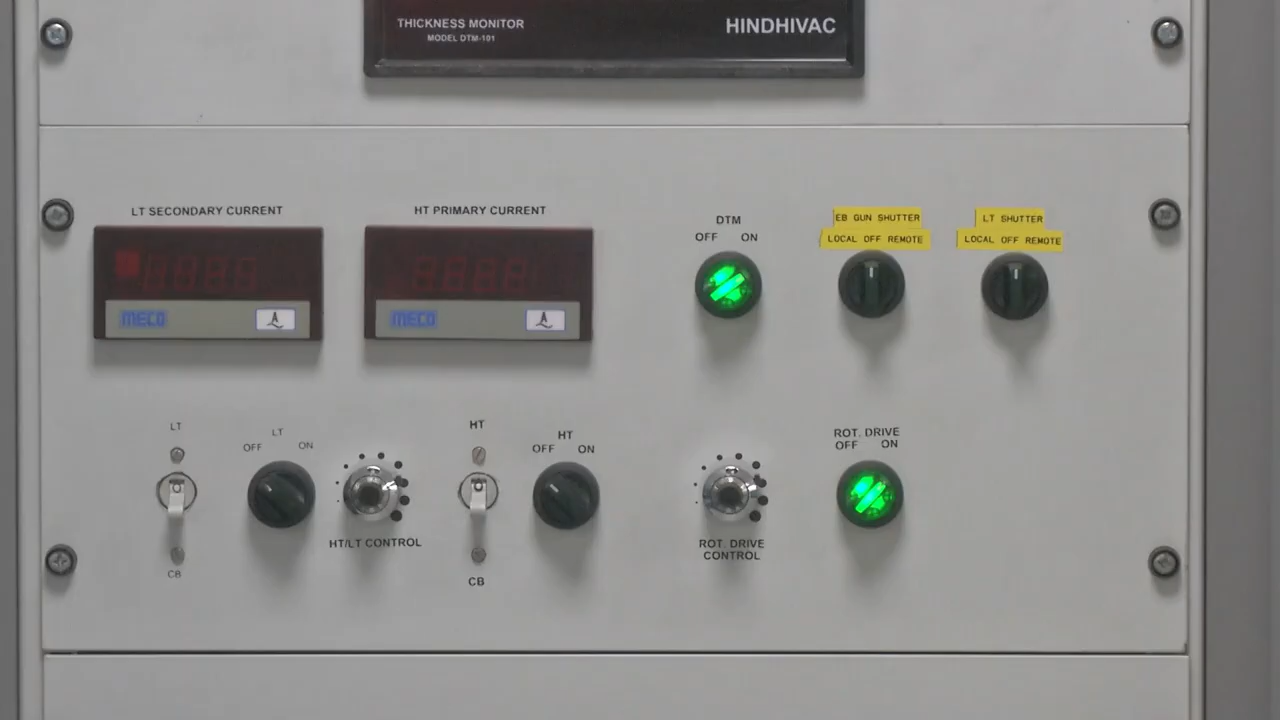 THICKNESS MONITOR
MODEL DTM-101
HINDHIVAC
LT SECONDARY CURRENT
HT PRIMARY CURRENT
DTM
OFF ON
EB GUN SHUTTER
LOCAL OFF REMOTE
LT SHUTTER
LOCAL OFF REMOTE
MECO
A
MECO
A
LT
LT
OFF ON
HT
HT
OFF ON
ROT. DRIVE
OFF ON
HT/LT CONTROL
ROT. DRIVE
CONTROL
CB
CB